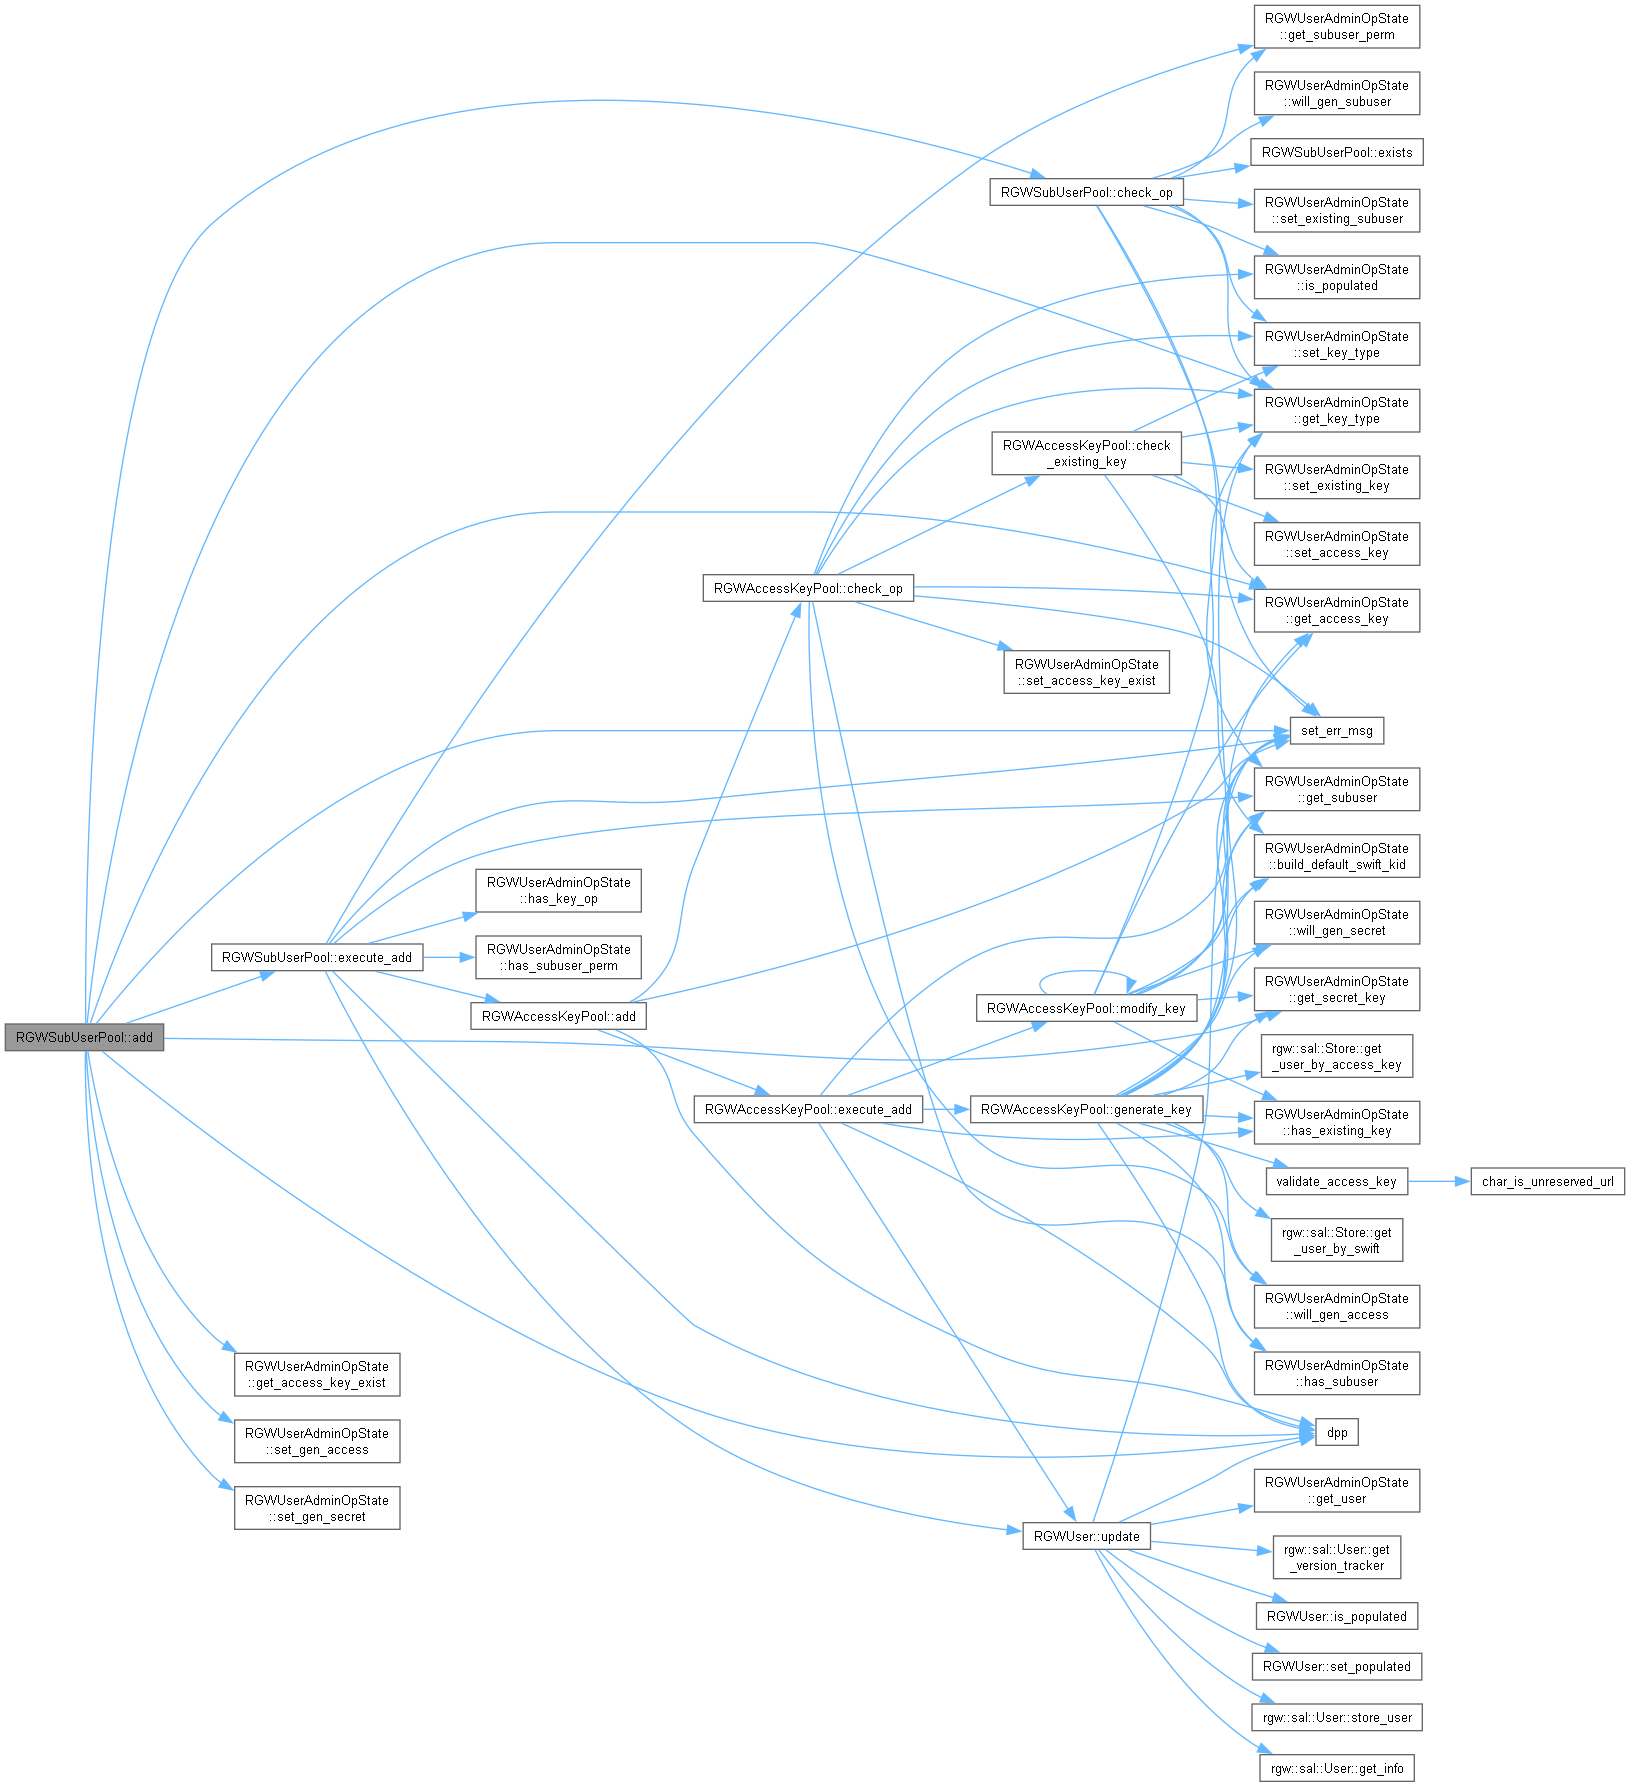 RGWUserAdminOpState
::get_subuser_perm
RGWUserAdminOpState
::will_gen_subuser
RGWSubUserPool::exists
RGWSubUserPool::check_op
RGWUserAdminOpState
::set_existing_subuser
RGWUserAdminOpState
::is_populated
RGWUserAdminOpState
::set_key_type
RGWUserAdminOpState
::get_key_type
RGWAccessKeyPool::check
_existing_key
RGWUserAdminOpState
::set_existing_key
RGWUserAdminOpState
::set_access_key
RGWAccessKeyPool::check_op
RGWUserAdminOpState
::get_access_key
RGWUserAdminOpState
::set_access_key_exist
set_err_msg
RGWUserAdminOpState
::get_subuser
RGWUserAdminOpState
::build_default_swift_kid
RGWUserAdminOpState
::has_key_op
RGWUserAdminOpState
::will_gen_secret
RGWSubUserPool::execute_add
RGWUserAdminOpState
::has_subuser_perm
RGWUserAdminOpState
::get_secret_key
RGWAccessKeyPool::modify_key
RGWAccessKeyPool::add
RGWSubUserPool::add
rgw::sal::Store::get
_user_by_access_key
RGWAccessKeyPool::execute_add
RGWAccessKeyPool::generate_key
RGWUserAdminOpState
::has_existing_key
validate_access_key
char_is_unreserved_url
rgw::sal::Store::get
_user_by_swift
RGWUserAdminOpState
::will_gen_access
RGWUserAdminOpState
::get_access_key_exist
RGWUserAdminOpState
::has_subuser
RGWUserAdminOpState
::set_gen_access
dpp
RGWUserAdminOpState
::get_user
RGWUserAdminOpState
::set_gen_secret
RGWUser::update
rgw::sal::User::get
_version_tracker
RGWUser::is_populated
RGWUser::set_populated
rgw::sal::User::store_user
rgw::sal::User::get_info